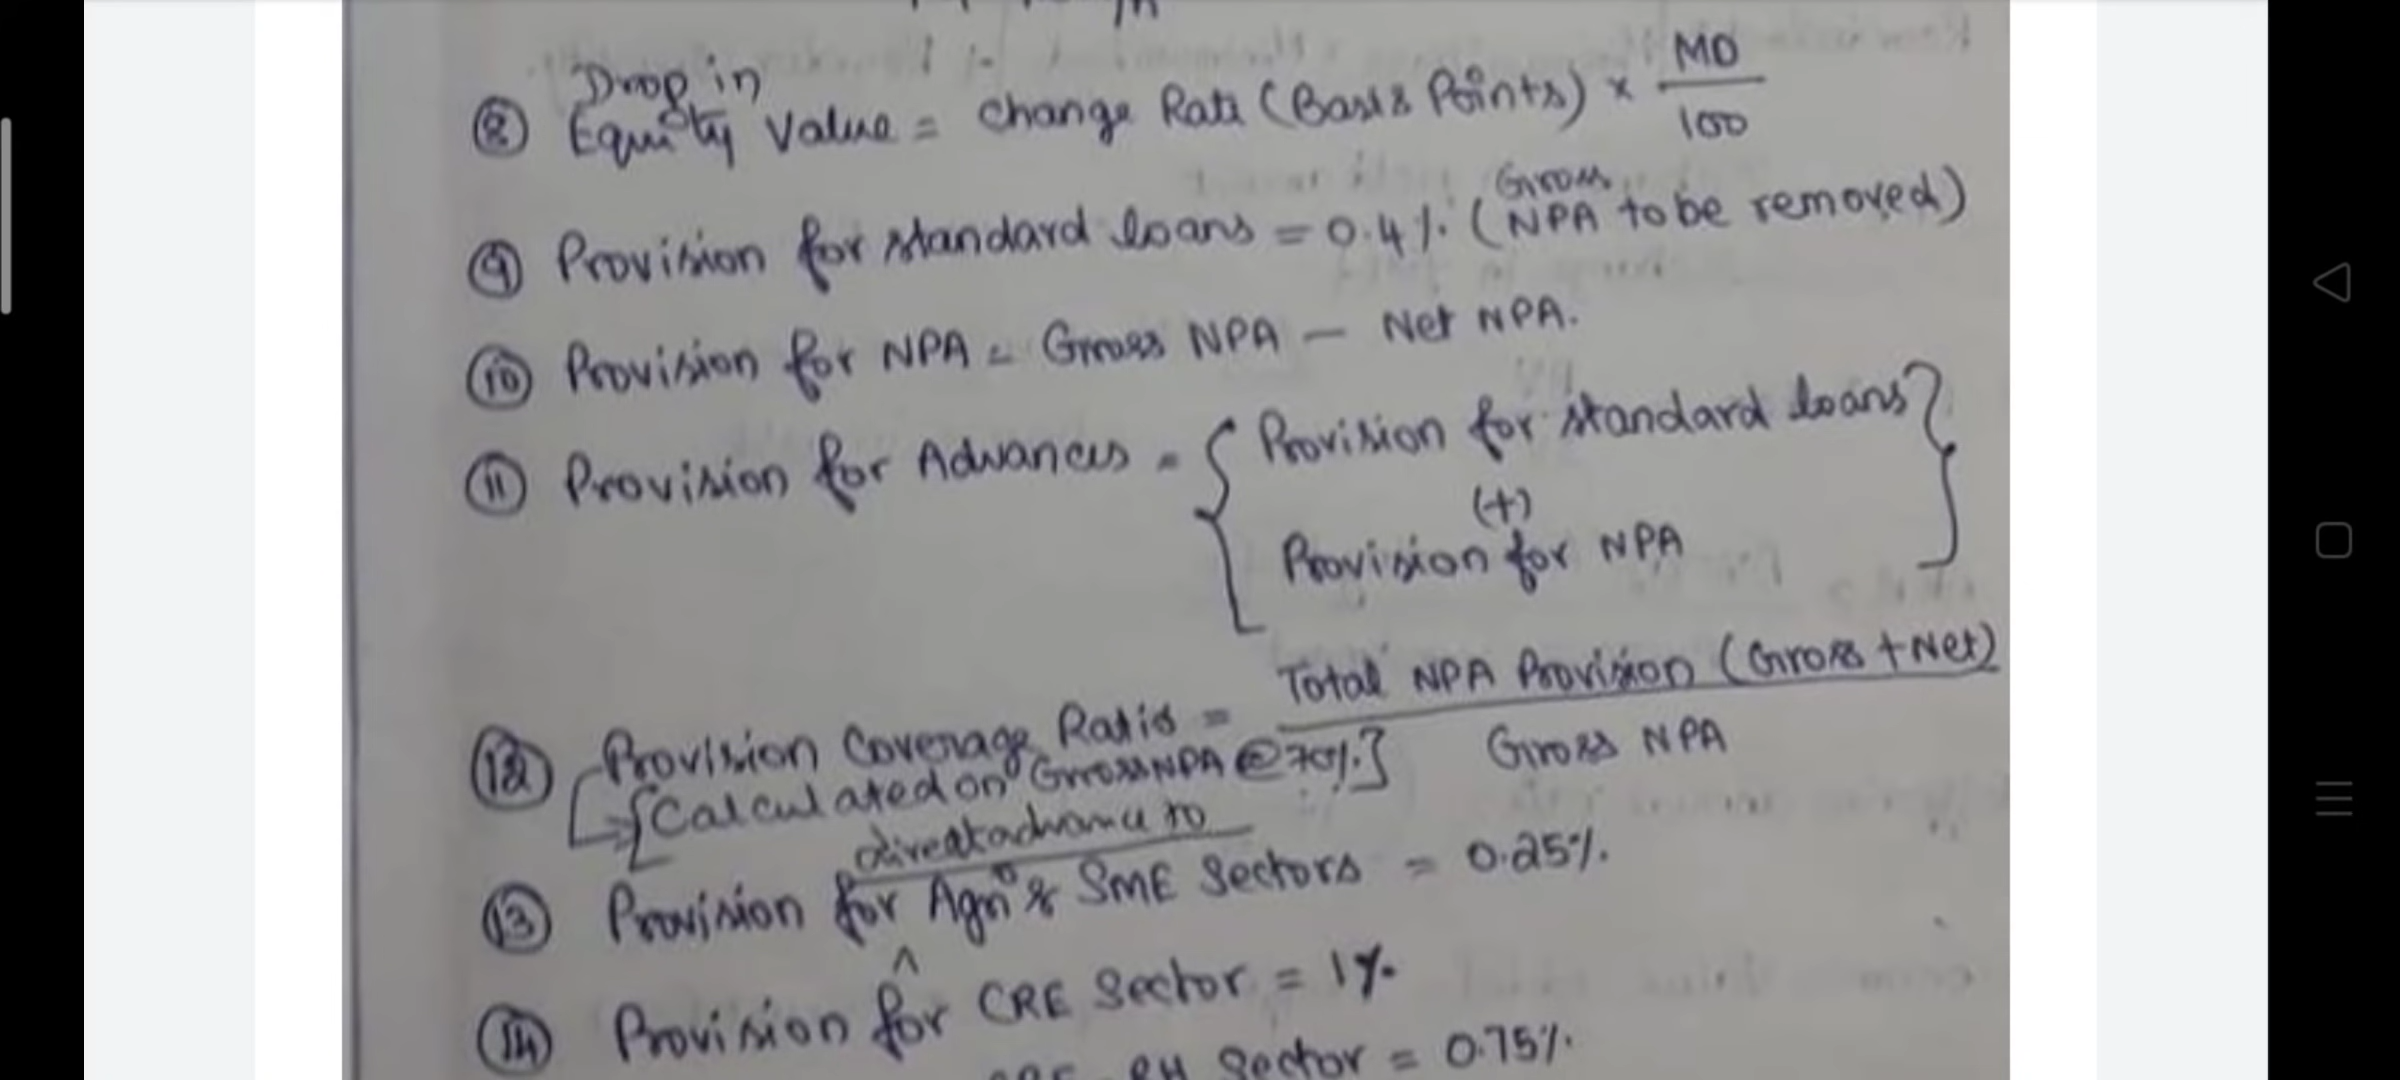 Drop in
⑧ Equity Value = change Rate (Basis Points) × MD / 100
Gross
⑨ Provision for standard loans = 0.4%. (NPA to be removed)
⑩ Provision for NPA = Gross NPA – Net NPA.
⑪ Provision for Advances = { Provision for standard loans }
(+)
Provision for NPA
Total NPA Provision (Gross + Net)
⑫ Provision Coverage Ratio =
Gross NPA
{Calculated on Gross NPA @ 70%.]
direct advance to
⑬ Provision for Agri & SME Sectors = 0.25%.
⑭ Provision for CRE Sector = 1%.
RH Sector = 0.75%.